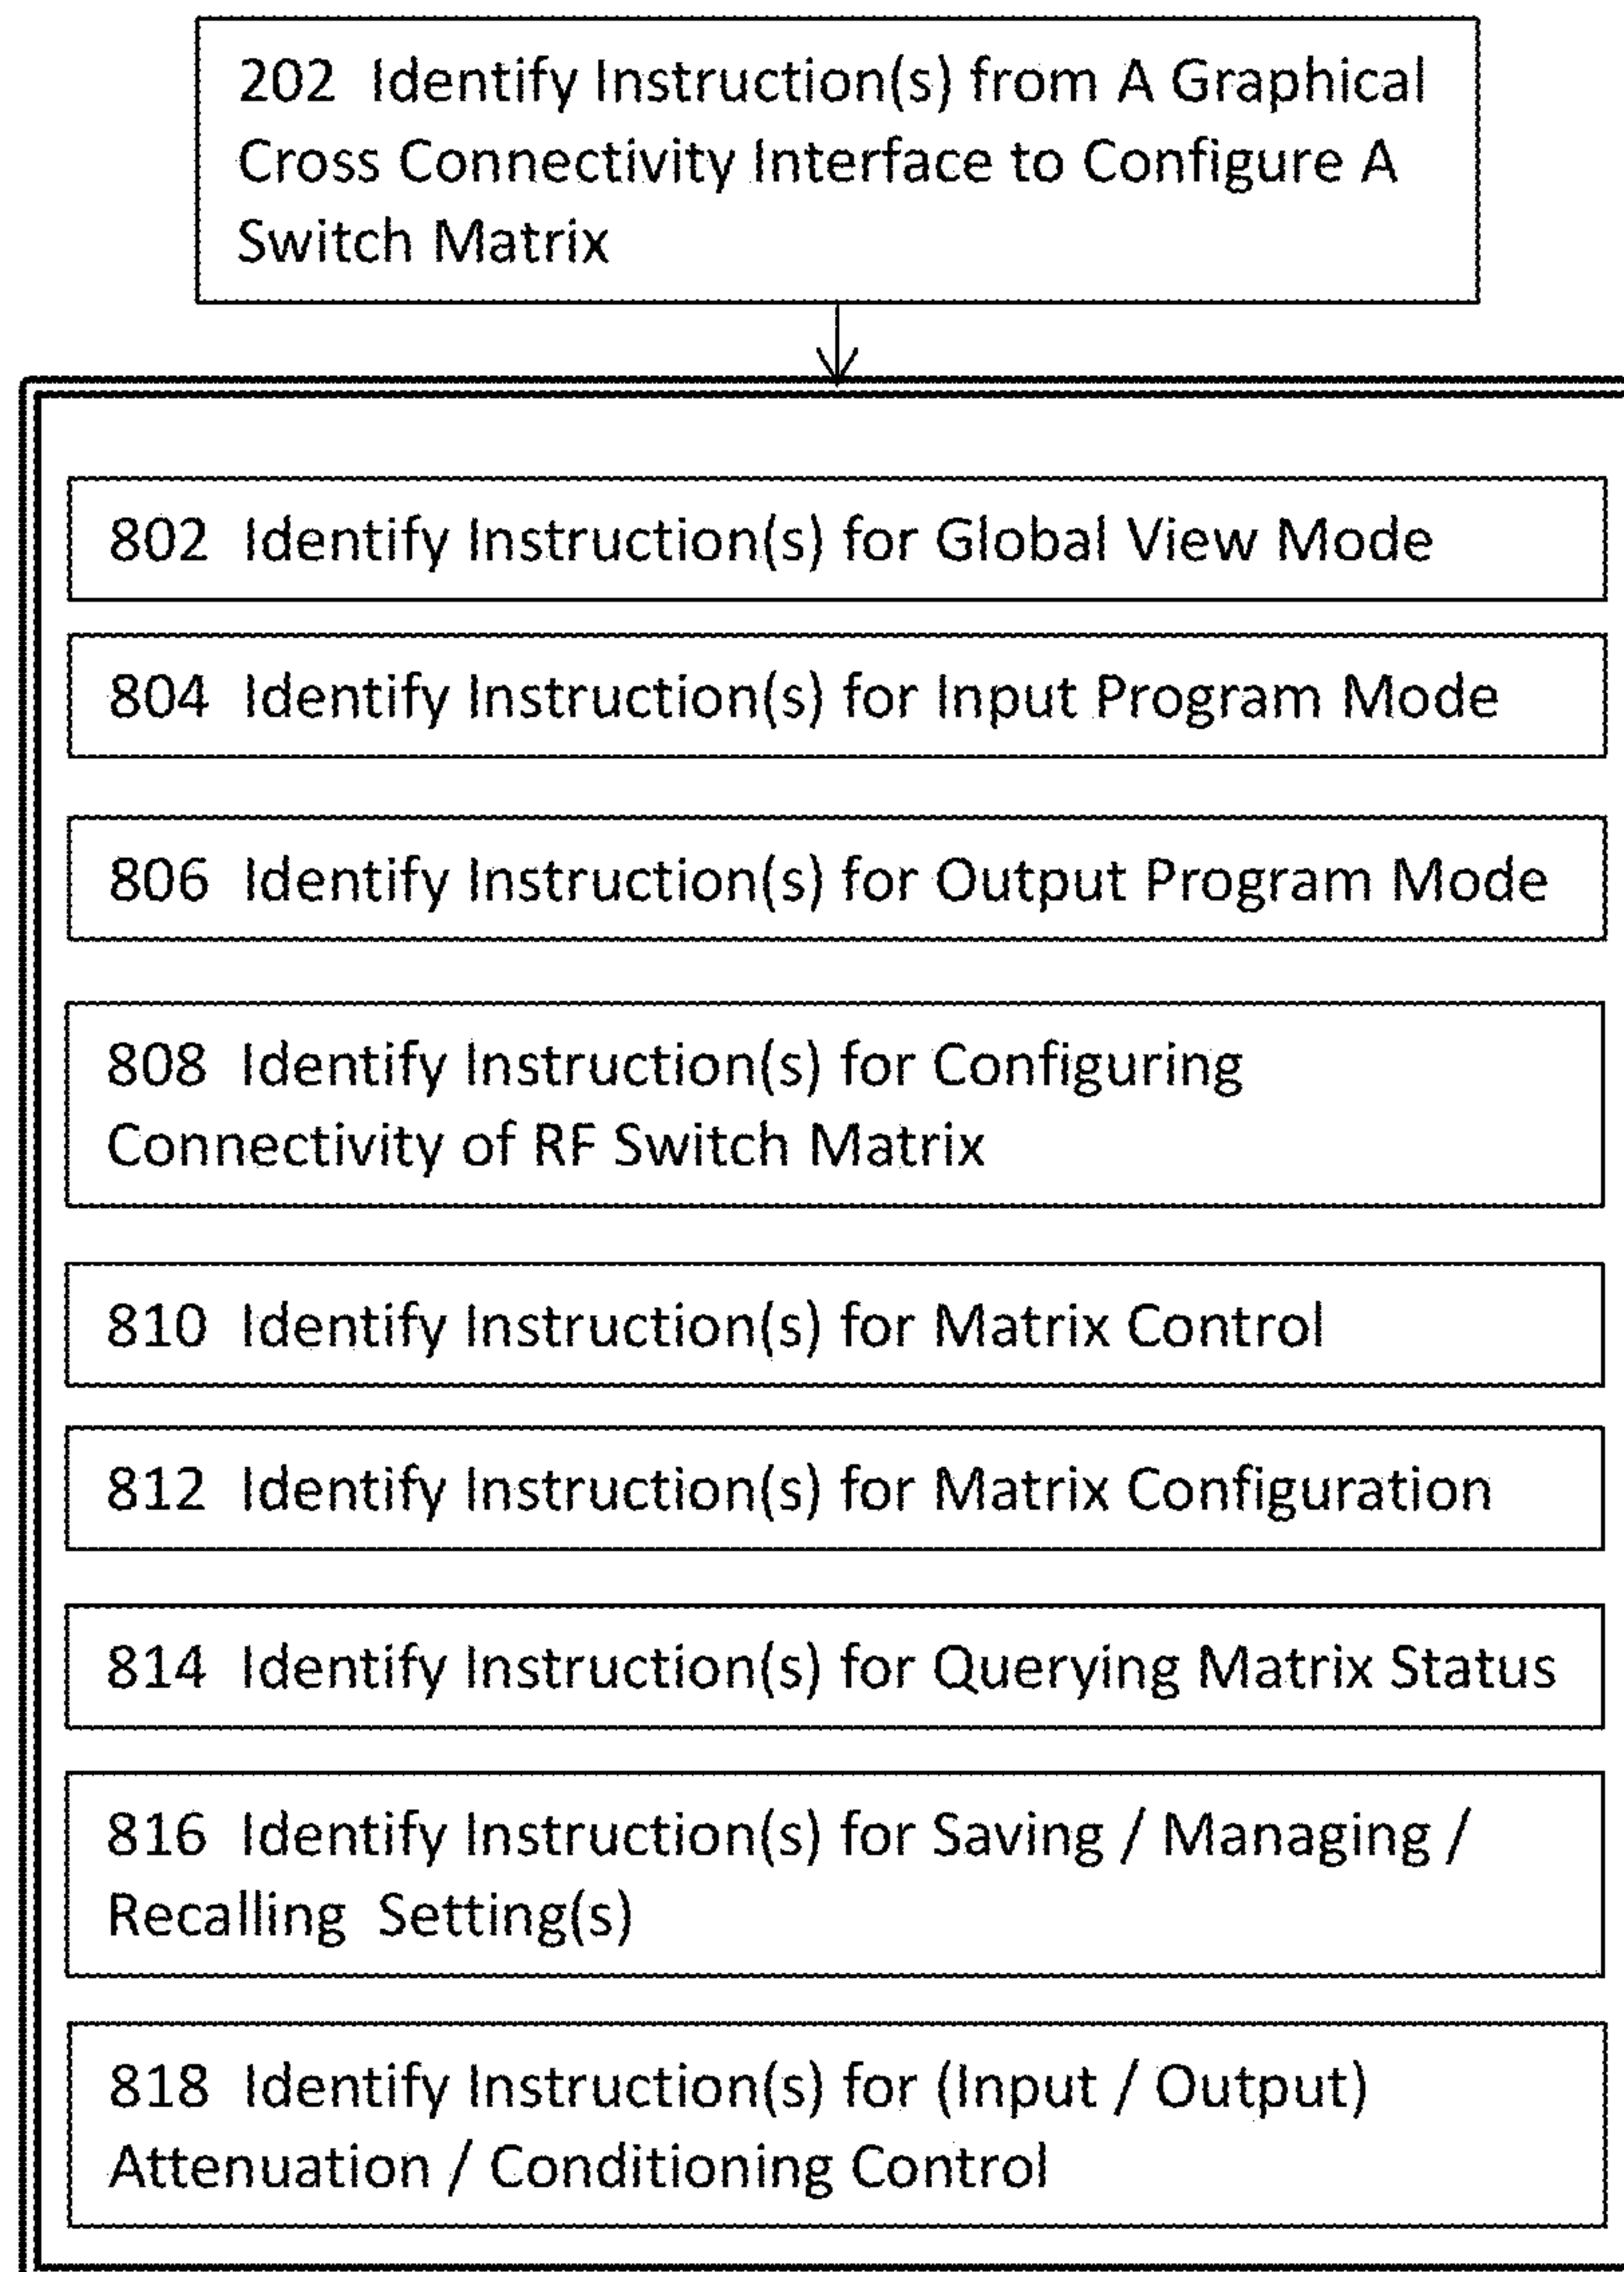 202 Identify Instruction(s) from A Graphical
Cross Connectivity Interface to Configure A
Switch Matrix
802 Identify Instruction(s) for Global View Mode
804 Identify Instruction(s) for Input Program Mode
806 Identify Instruction(s) for Output Program Mode
808 Identify Instruction(s) for Configuring
Connectivity of RF Switch Matrix
810 Identify Instruction(s) for Matrix Control
812 Identify Instruction(s) for Matrix Configuration
814 Identify Instruction(s) for Querying Matrix Status
816 Identify Instruction(s) for Saving / Managing /
Recalling Setting(s)
818 Identify Instruction(s) for (Input / Output)
Attenuation / Conditioning Control